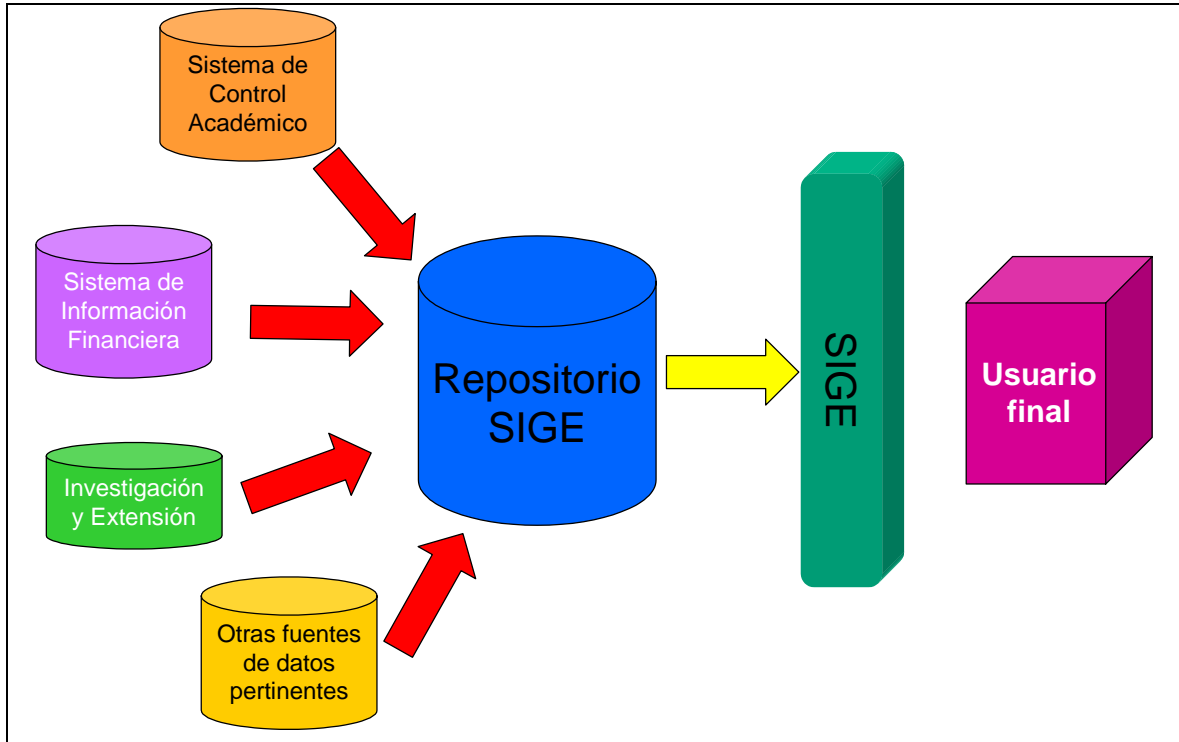 Sistema de
Control
Académico
Sistema de
Información
Financiera
Investigación
y Extensión
Otras fuentes
de datos
pertinentes
Repositorio
SIGE
SIGE
Usuario
final